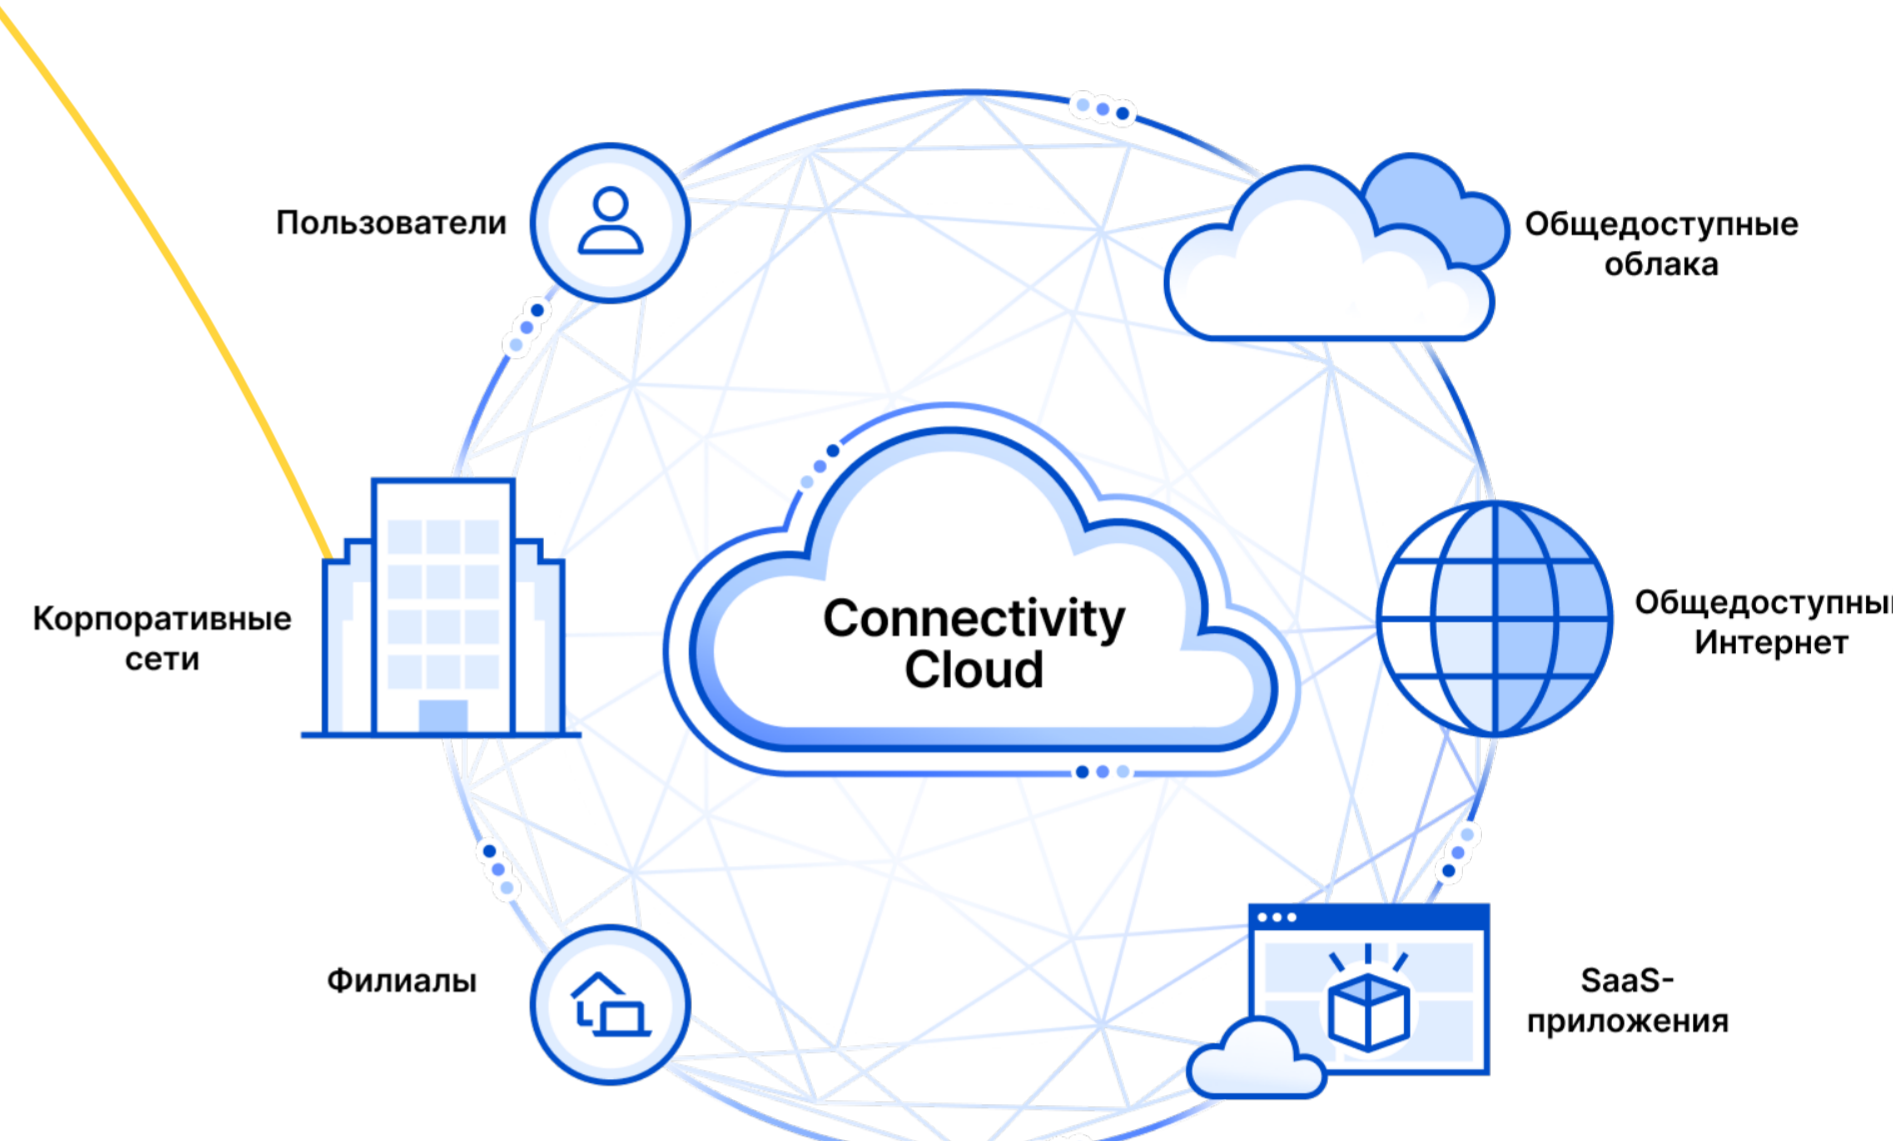 Пользователи
Общедоступные
облака
Connectivity
Cloud
Корпоративные
сети
Интернет
Филиалы
SaaS-
приложения